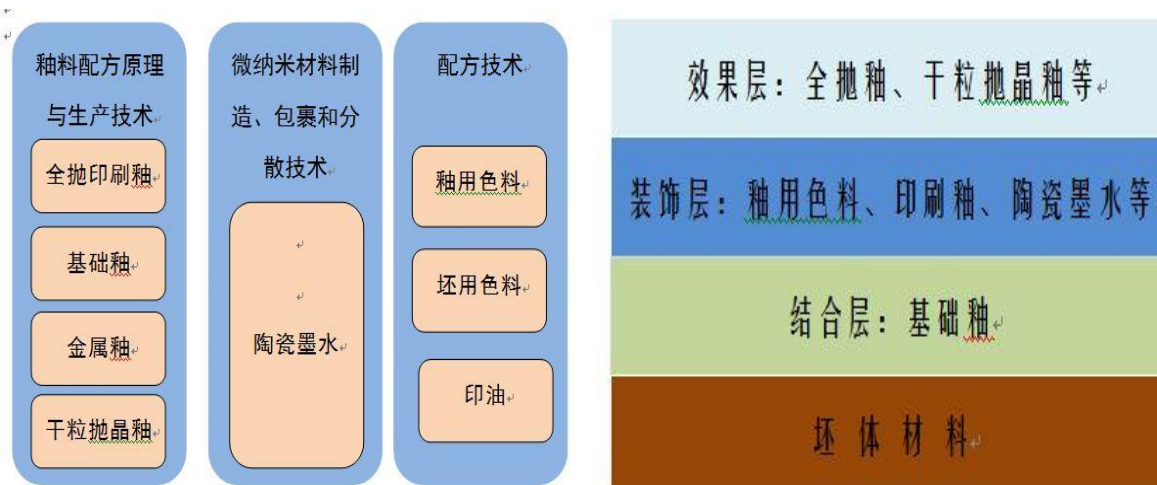 釉料配方原理
与生产技术
全抛印刷釉
基础釉
金属釉
干粒抛晶釉
微纳米材料制
造、包裹和分
散技术
陶瓷墨水
配方技术
釉用色料
坯用色料
印油
效果层：全抛釉、干粒抛晶釉等
装饰层：釉用色料、印刷釉、陶瓷墨水等
结合层：基础釉
坯体材料